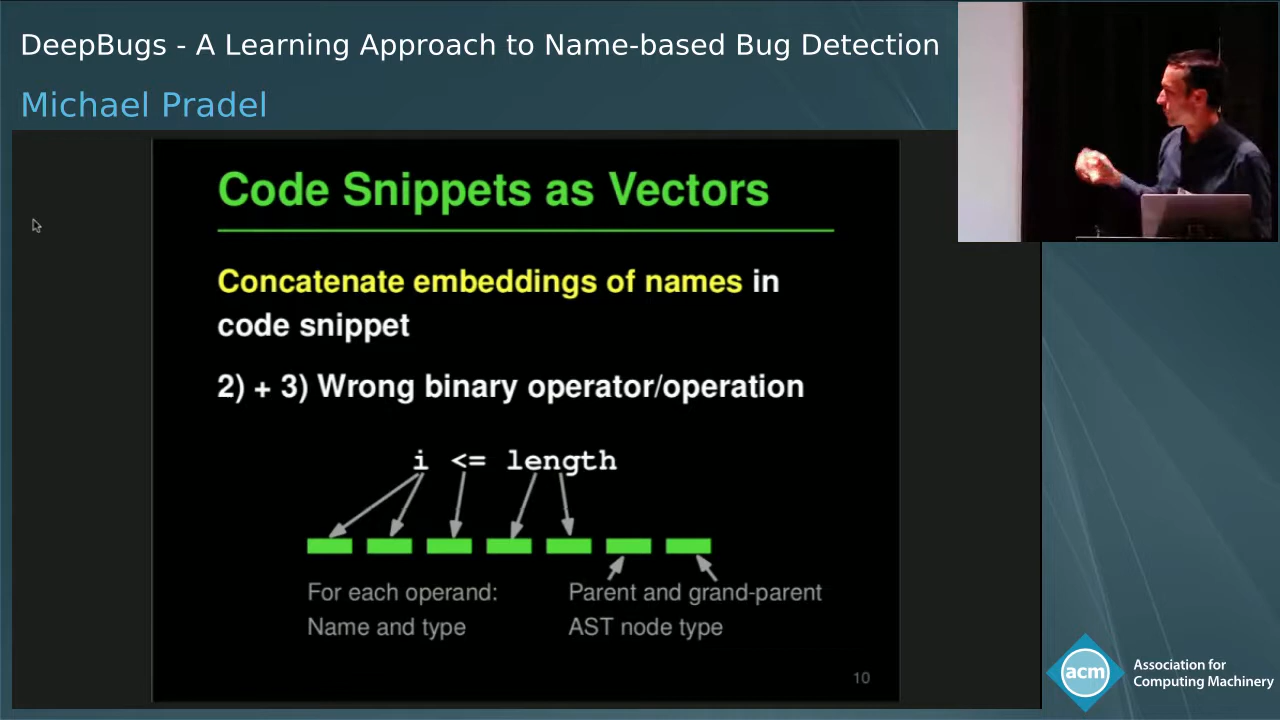 DeepBugs - A Learning Approach to Name-based Bug Detection
Michael Pradel
Code Snippets as Vectors
Concatenate embeddings of names in
code snippet
2) + 3) Wrong binary operator/operation
i <= length
For each operand:
Name and type
Parent and grand-parent
AST node type
10
acm
Association for
Computing Machinery